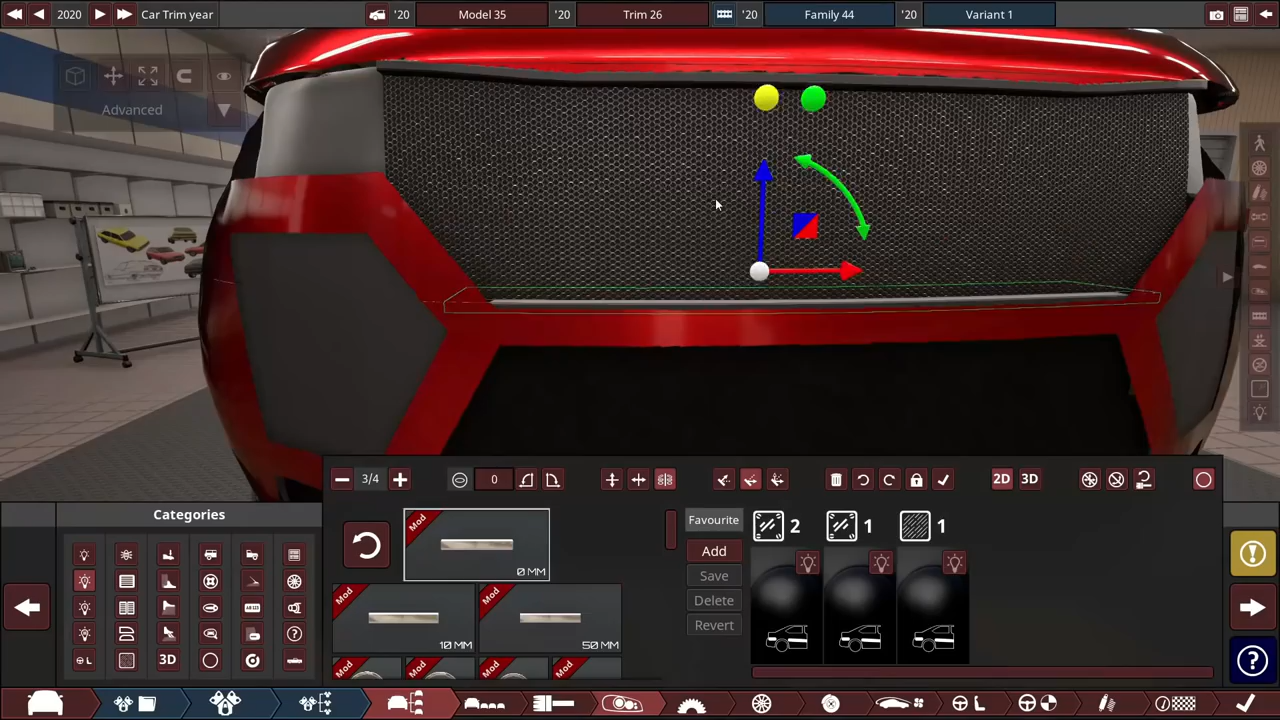 2020
Car Trim year
'20
Model 35
'20
Trim 26
'20
Family 44
'20
Variant 1
Advanced
3/4
0
2D
3D
Categories
Mod
0 MM
Mod
10 MM
Mod
50 MM
Mod
Mod
Mod
Mod
Favourite
Add
Save
Delete
Revert
2
1
1
AB 123
L
3D
?
?